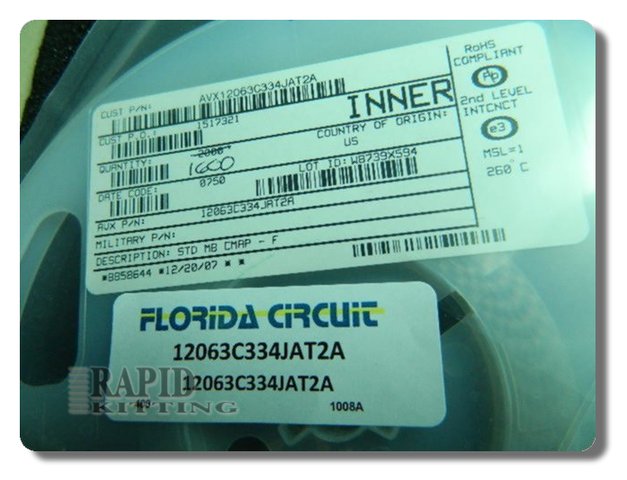 CUST P/N: AVX12063C334JAT2A
CUST P.O.: 1517321
INNER
QUANTITY: 2000
COUNTRY OF ORIGIN:
US
DATE CODE: 0750
LOT ID: W8739X594
AVX P/N: 12063C334JAT2A
MILITARY P/N:
DESCRIPTION: STD MB CMAP - F
*8858644 *12/20/07 * *
RoHS
COMPLIANT
Pb
2nd LEVEL
INTCNCT
e3
MSL=1
260°C
FLORIDA CIRCUIT
12063C334JAT2A
12063C334JAT2A
1008A
RAPID
KITTING